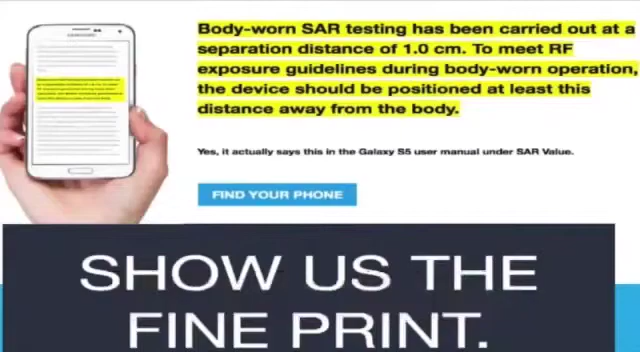 Body-worn SAR testing has been carried out at a
separation distance of 1.0 cm. To meet RF
exposure guidelines during body-worn operation,
the device should be positioned at least this
distance away from the body.
Yes, it actually says this in the Galaxy S5 user manual under SAR Value.
FIND YOUR PHONE
SHOW US THE
FINE PRINT.